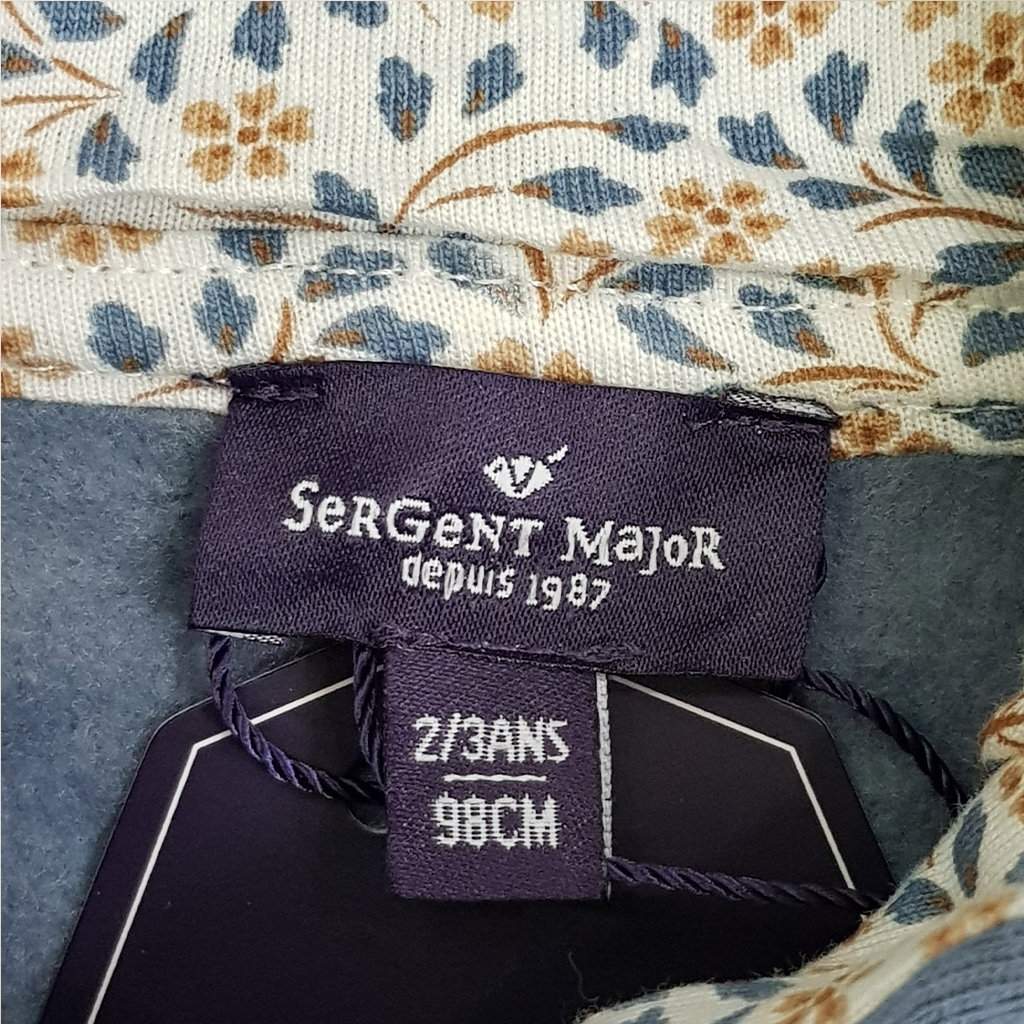 SeRGeNT MaJoR
depuis 1987
2/3ANS
98CM